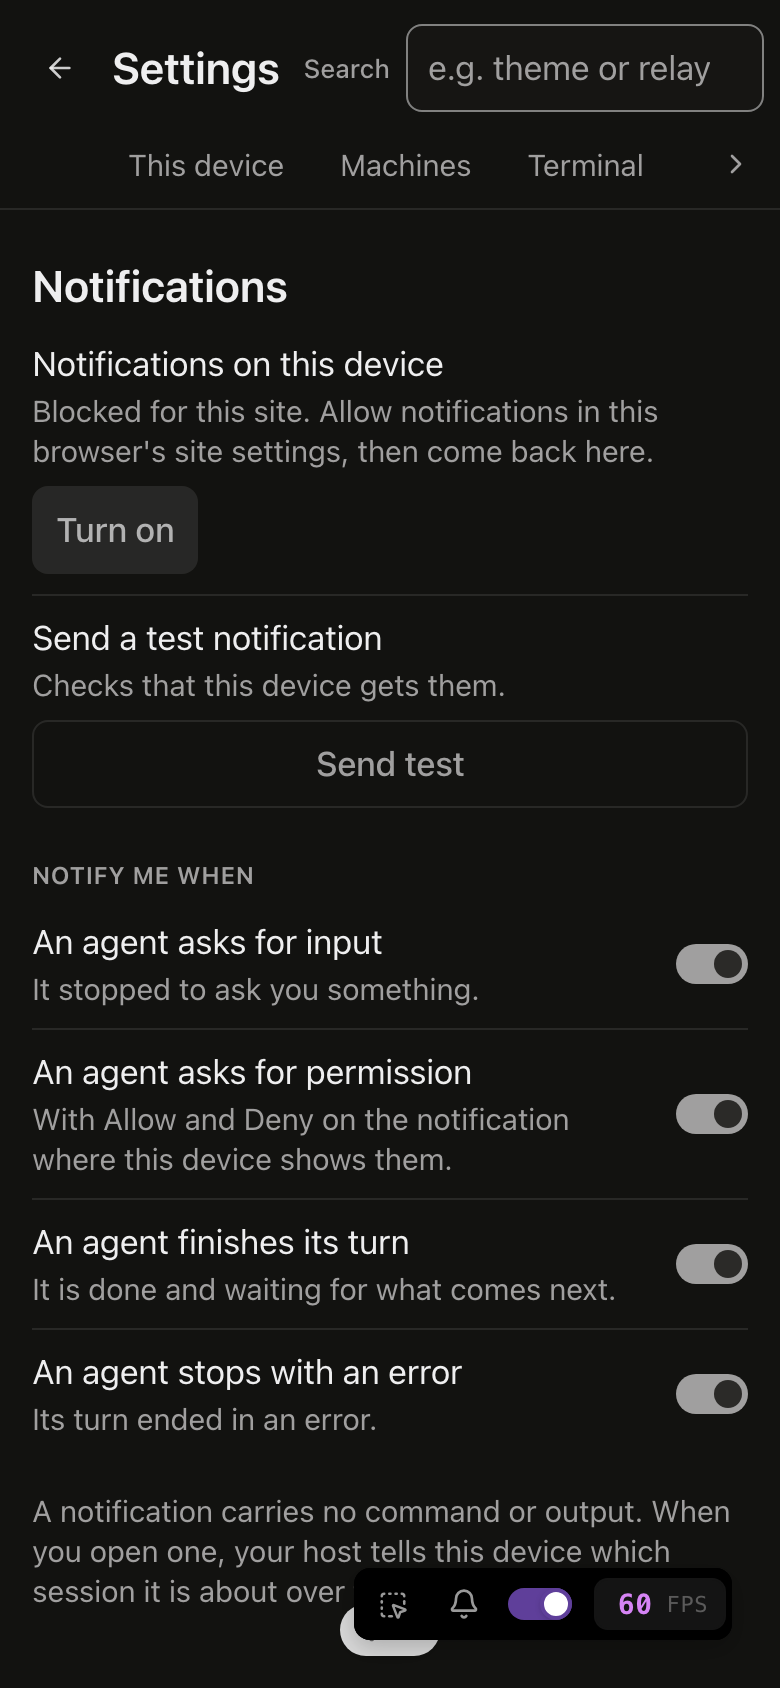 Settings
Search
e.g. theme or relay
This device
Machines
Terminal
Notifications
Notifications on this device
Blocked for this site. Allow notifications in this
browser's site settings, then come back here.
Turn on
Send a test notification
Checks that this device gets them.
Send test
NOTIFY ME WHEN
An agent asks for input
It stopped to ask you something.
An agent asks for permission
With Allow and Deny on the notification
where this device shows them.
An agent finishes its turn
It is done and waiting for what comes next.
An agent stops with an error
Its turn ended in an error.
A notification carries no command or output. When
you open one, your host tells this device which
session it is about over
60 FPS